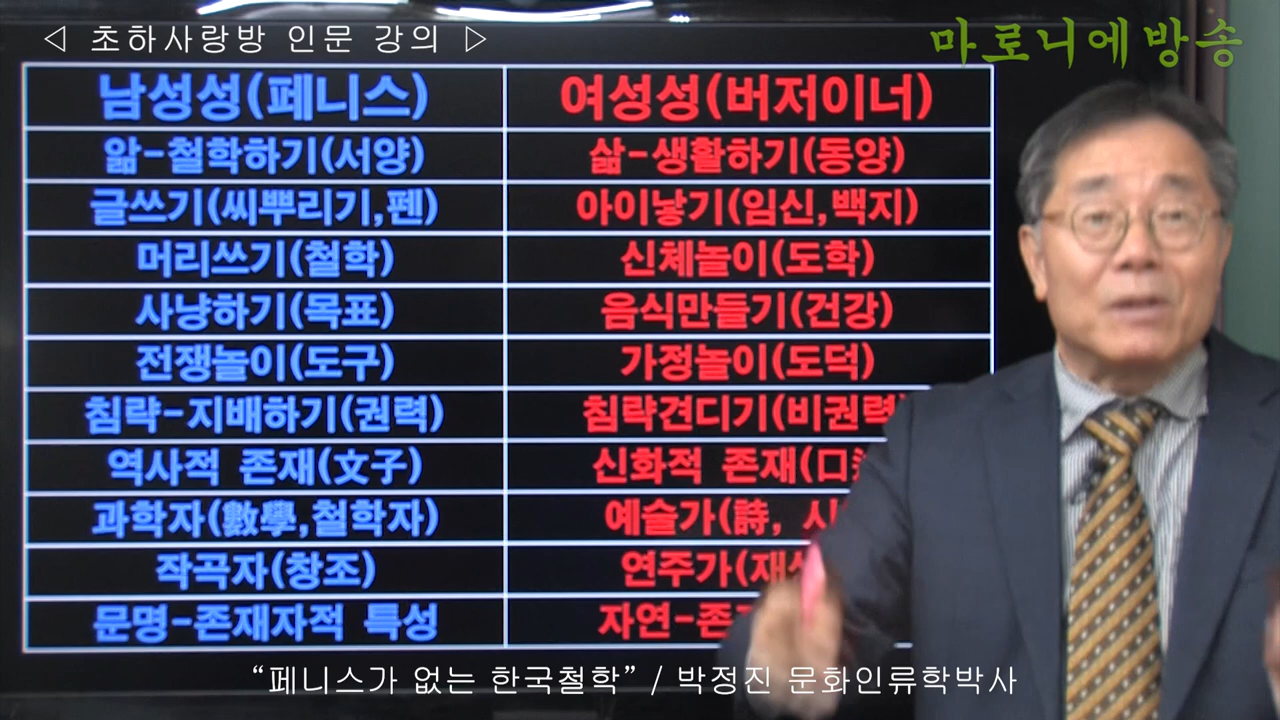 ◁ 초하사랑방 인문 강의 ▷
마로니에방송
남성성(페니스) 여성성(버저이너)
앎-철학하기(서양) 삶-생활하기(동양)
글쓰기(씨뿌리기,펜) 아이낳기(임신,백지)
머리쓰기(철학) 신체놀이(도학)
사냥하기(목표) 음식만들기(건강)
전쟁놀이(도구) 가정놀이(도덕)
침략-지배하기(권력) 침략견디기(비권력)
역사적 존재(文子) 신화적 존재(口
과학자(數學,철학자) 예술가(詩,
작곡자(창조) 연주가(
문명-존재자적 특성 자연-
“페니스가 없는 한국철학” / 박정진 문화인류학박사